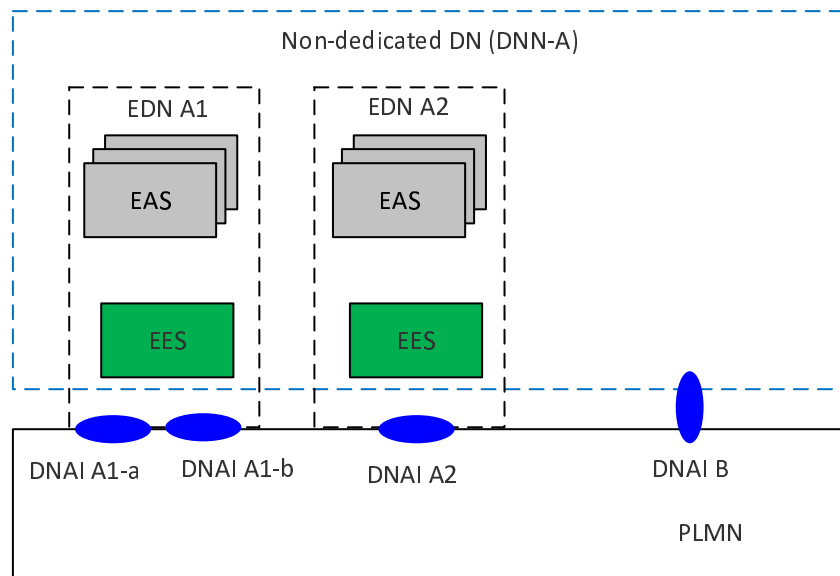 Non-dedicated DN (DNN-A)
EDN A1
EDN A2
EAS
EAS
EES
EES
DNAI A1-a
DNAI A1-b
DNAI A2
DNAI B
PLMN